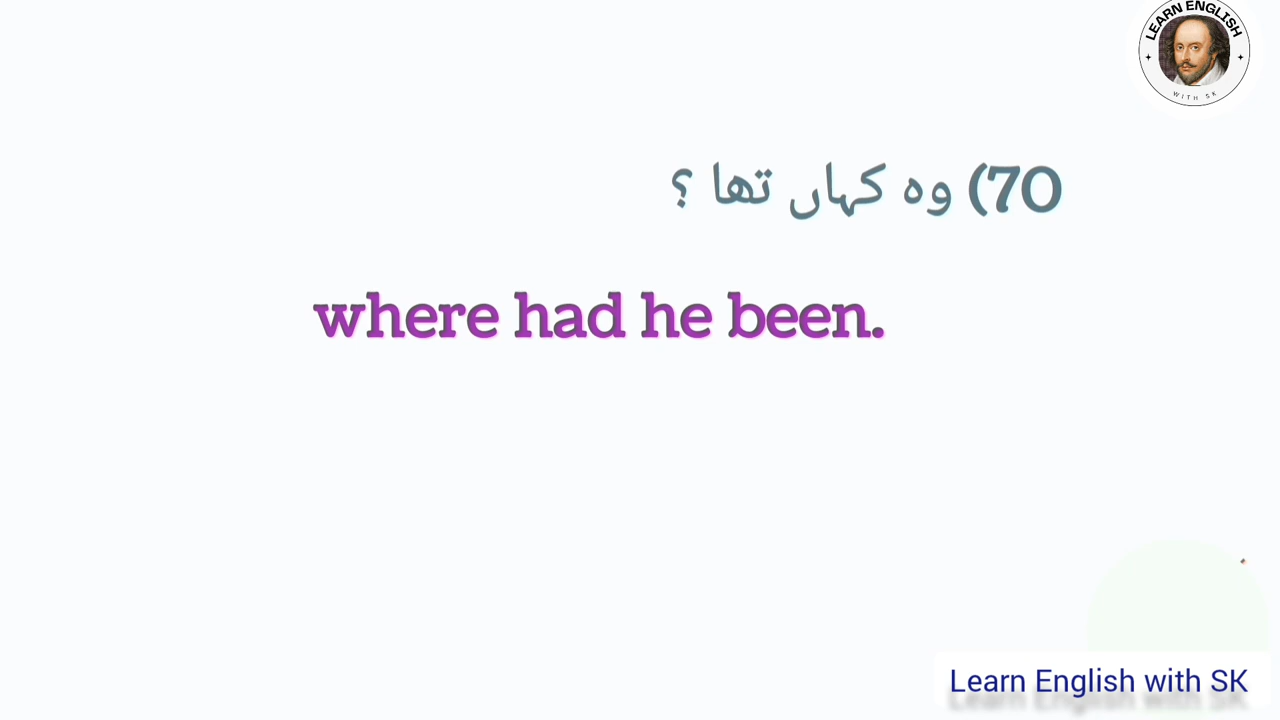 LEARN ENGLISH
WITH SK
70) وہ کہاں تھا ؟
where had he been.
Learn English with SK